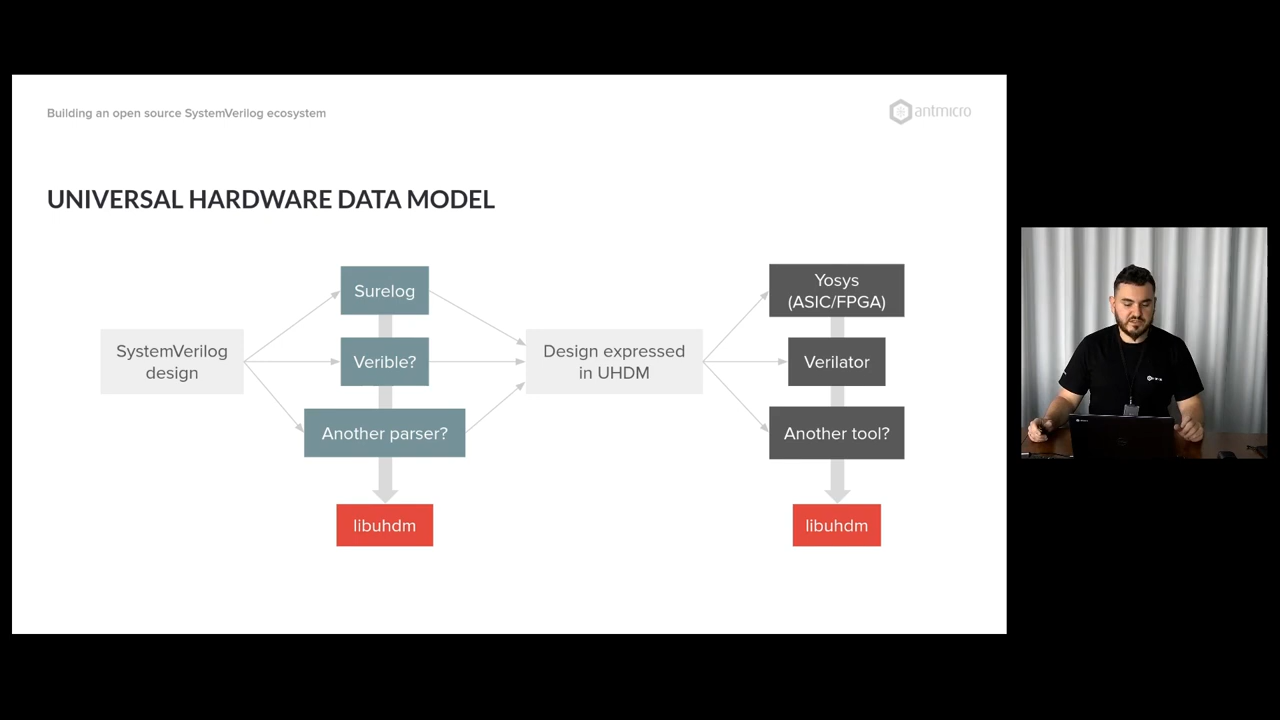 Building an open source SystemVerilog ecosystem
antmicro
UNIVERSAL HARDWARE DATA MODEL
SystemVerilog
design
Surelog
Verible?
Another parser?
libuhdm
Design expressed
in UHDM
Yosys
(ASIC/FPGA)
Verilator
Another tool?
libuhdm